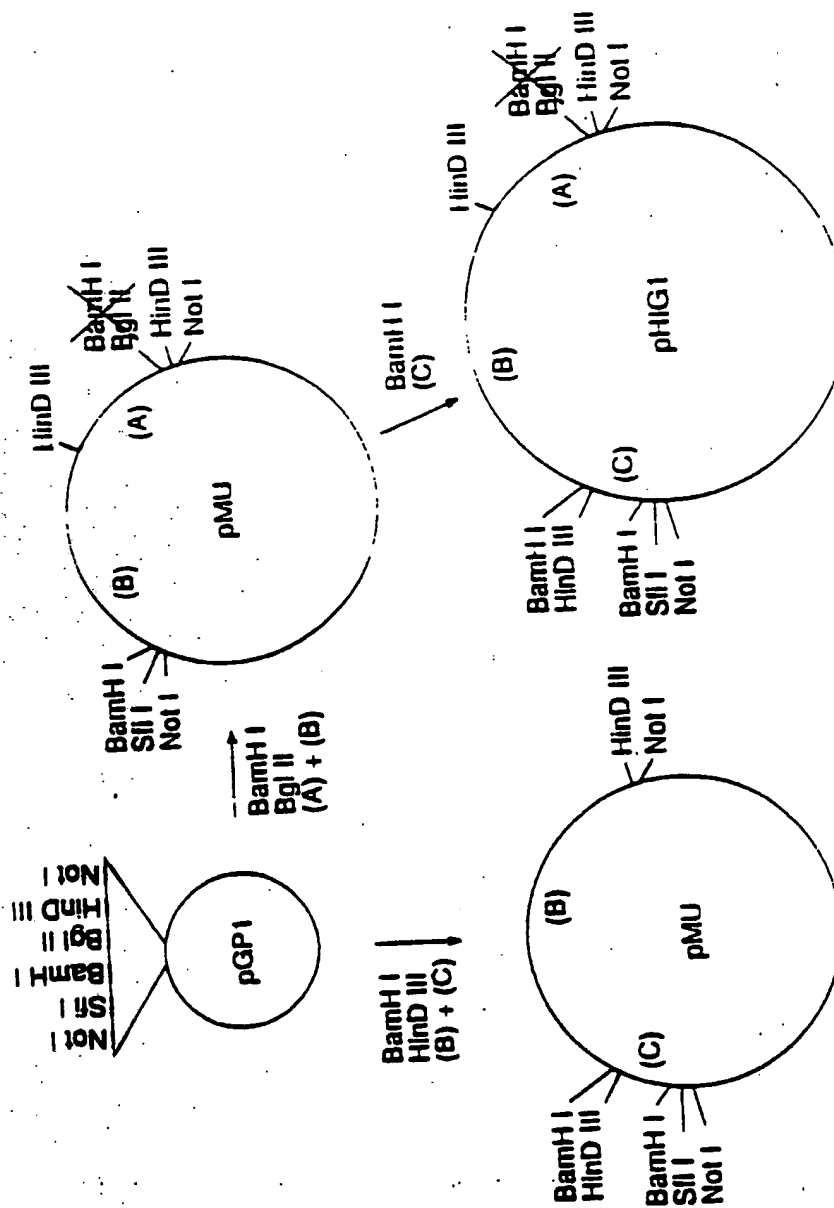 Not I
Sfi I
BamH I
Bgl II
HinD III
Not I
pGP1
BamH I
Bgl II
(A) + (B)
BamH I
Sfi I
Not I
(B)
pMU
(A)
HinD III
BamH I
Bgl II
HinD III
Not I
BamH I
HinD III
(B) + (C)
BamH I
(C)
BamH I
HinD III
(C)
BamH I
Sfi I
Not I
(B)
pMU
HinD III
Not I
BamH I
HinD III
(C)
BamH I
Sfi I
Not I
(B)
pHIG1
(A)
HinD III
BamH I
Bgl II
HinD III
Not I